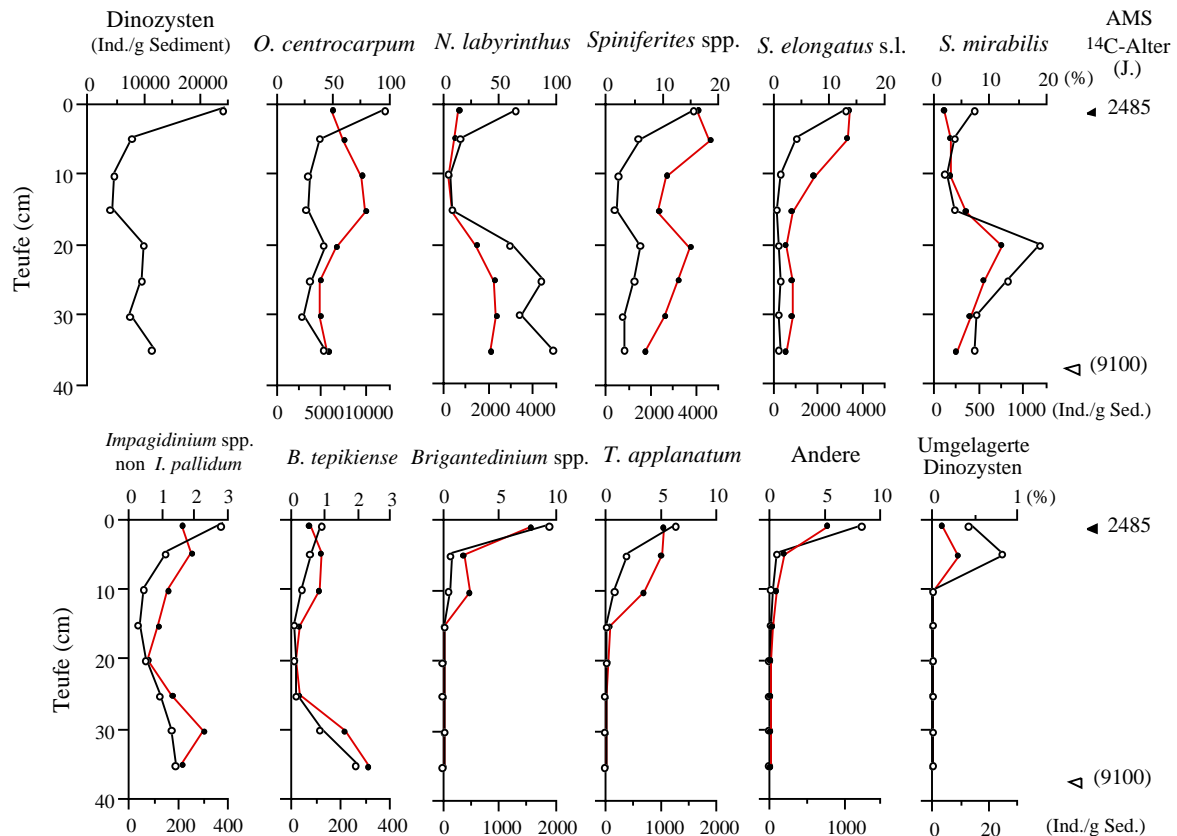 Dinozysten
(Ind./g Sediment)
O. centrocarpum
N. labyrinthus
Spiniferites spp.
S. elongatus s.l.
S. mirabilis
AMS
14C-Alter
(J.)
0 10000 20000
0 50 100
0 50 100
0 10 20
0 10 20
0 10 20 (%)
Teufe (cm)
0
10
20
30
40
2485
(9100)
0 5000 10000
0 2000 4000
0 2000 4000
0 2000 4000
0 500 1000 (Ind./g Sed.)
Impagidinium spp.
non I. pallidum
B. tepikiense
Brigantedinium spp.
T. applanatum
Andere
Umgelagerte
Dinozysten
0 1 2 3
0 1 2 3
0 5 10
0 5 10
0 5 10
0 1 (%)
Teufe (cm)
0
10
20
30
40
2485
(9100)
0 200 400
0 200 400
0 1000 2000
0 500 1000
0 500 1000
0 20 (Ind./g Sed.)